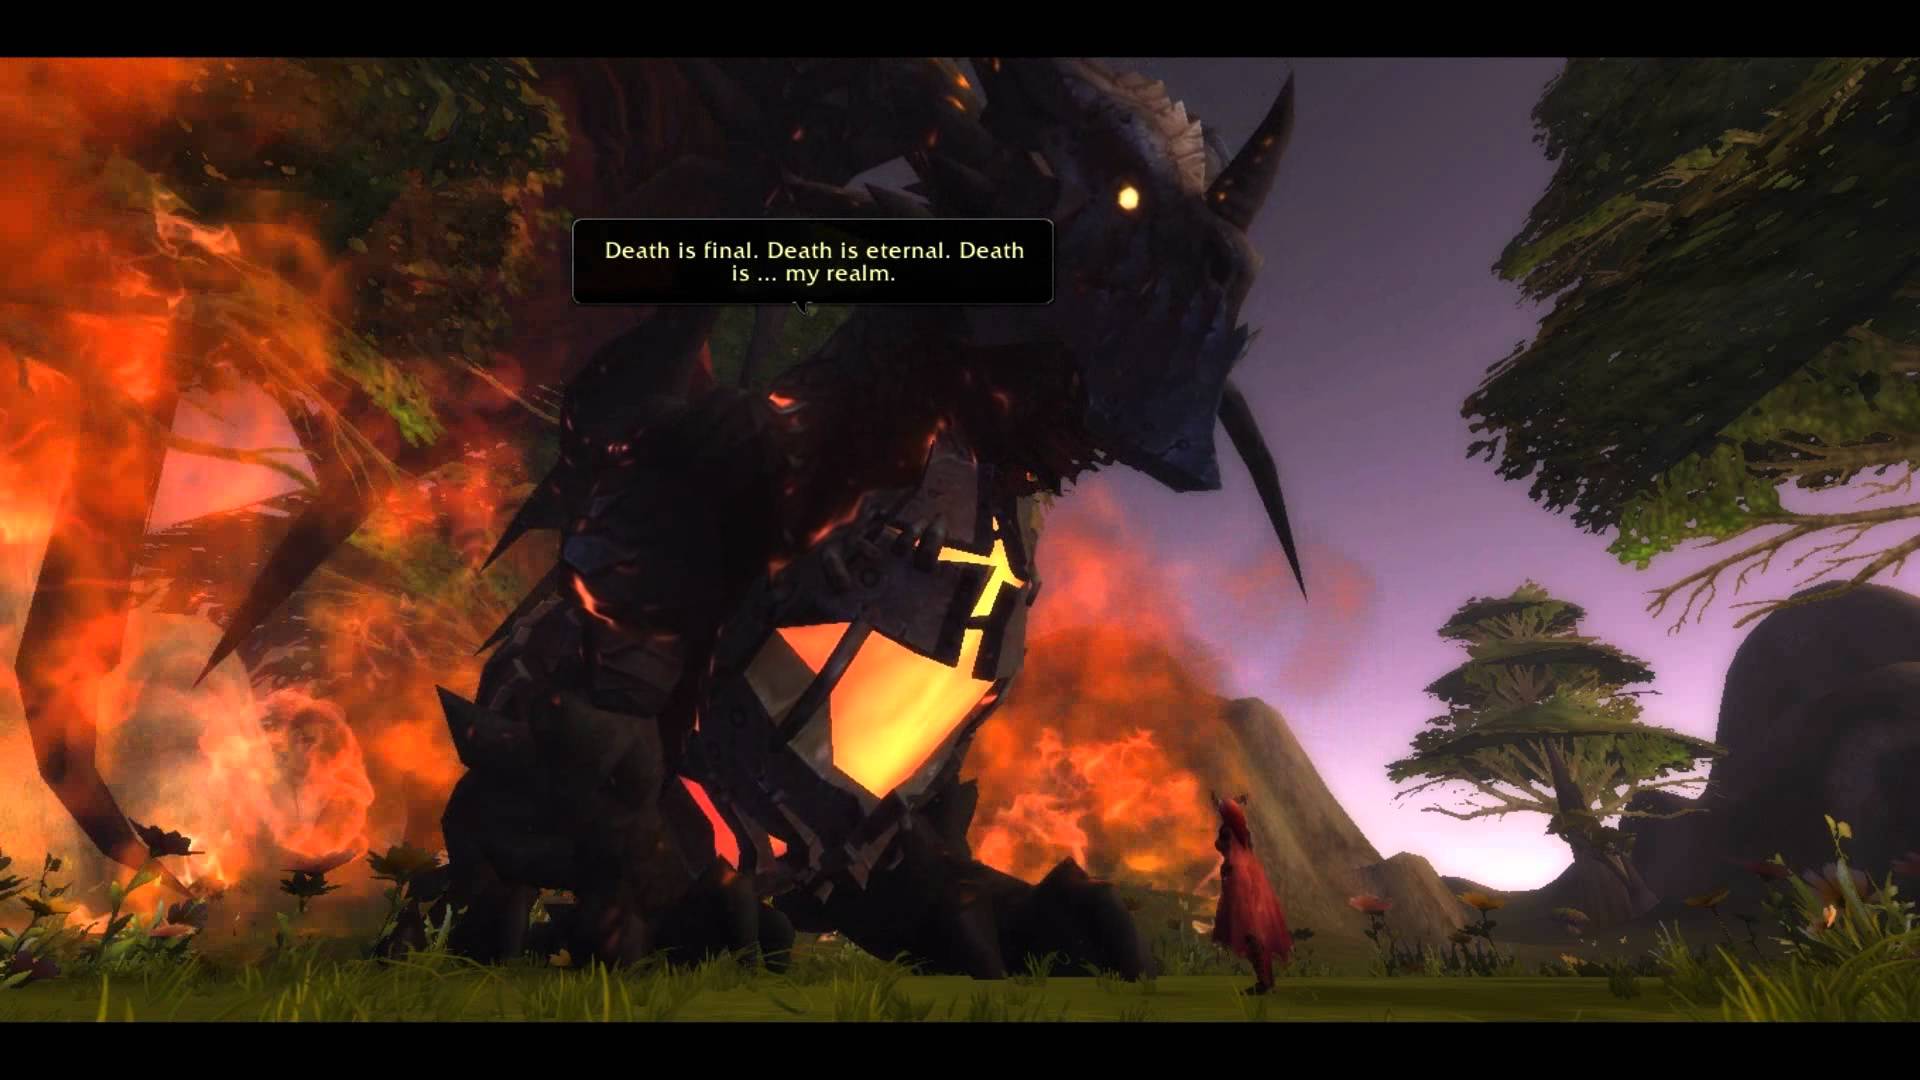 Death is final. Death is eternal. Death
is ... my realm.